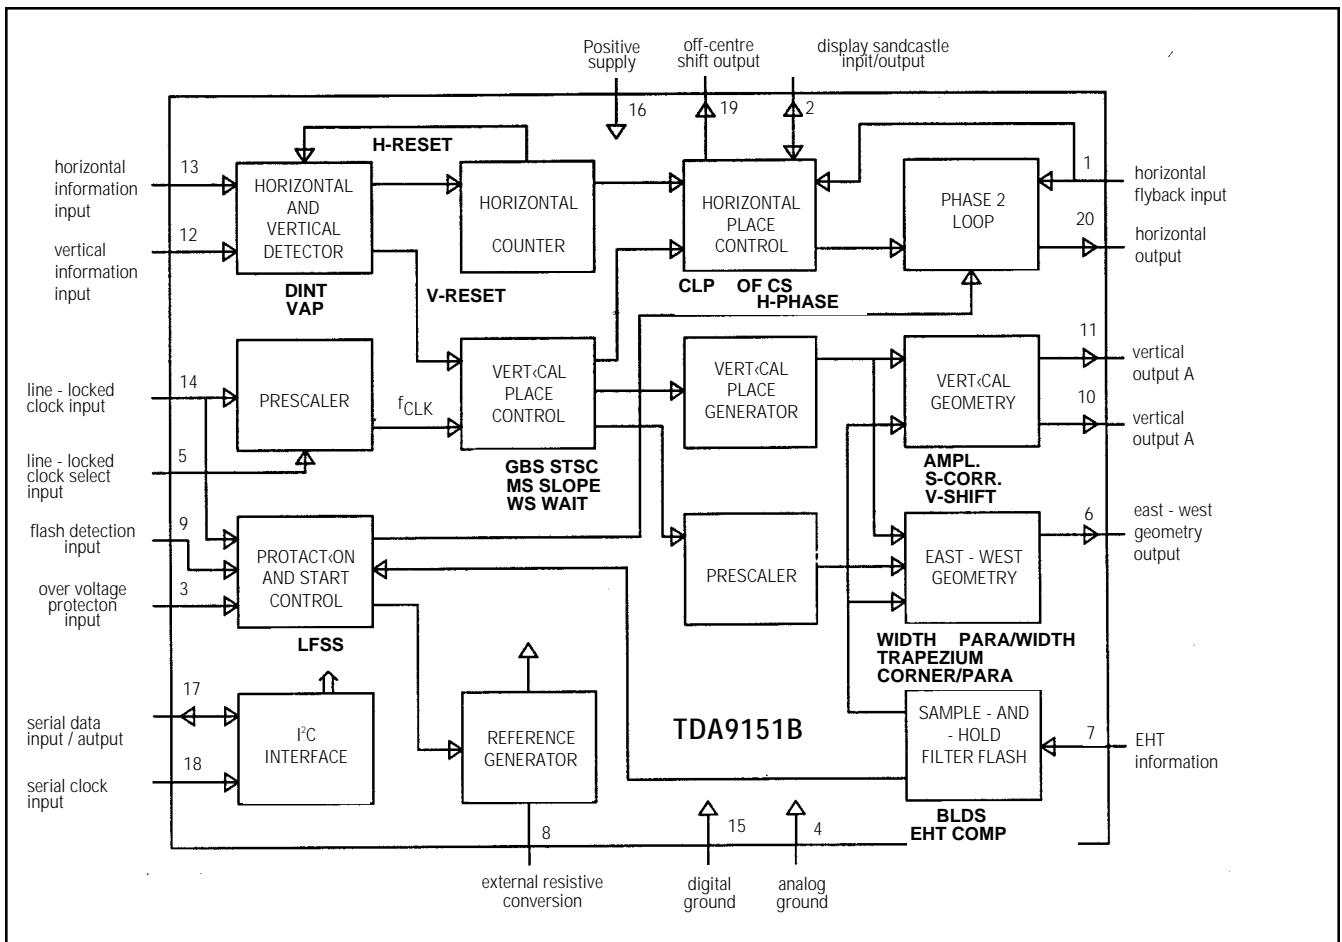 Positive
supply
off-centre
shift output
display sandcastle
inpit/output
16
19
2
H-RESET
horizontal
information
input
13
HORIZONTAL
AND
VERTICAL
DETECTOR
HORIZONTAL
COUNTER
HORIZONTAL
PLACE
CONTROL
PHASE 2
LOOP
1
horizontal
flyback input
20
horizontal
output
vertical
information
input
12
DINT
VAP
V-RESET
CLP OF CS
H-PHASE
line - locked
clock input
14
PRESCALER
fCLK
VERT‹CAL
PLACE
CONTROL
VERT‹CAL
PLACE
GENERATOR
VERT‹CAL
GEOMETRY
11
vertical
output A
10
vertical
output A
line - locked
clock select
input
5
GBS STSC
MS SLOPE
WS WAIT
AMPL.
S-CORR.
V-SHIFT
flash detection
input
9
PROTACT‹ON
AND START
CONTROL
PRESCALER
EAST - WEST
GEOMETRY
6
east - west
geometry
output
over voltage
protecton
input
3
LFSS
WIDTH PARA/WIDTH
TRAPEZIUM
CORNER/PARA
serial data
input / autput
17
I²C
INTERFACE
REFERENCE
GENERATOR
TDA9151B
SAMPLE - AND
- HOLD
FILTER FLASH
7
EHT
information
serial clock
input
18
BLDS
EHT COMP
8
15
4
external resistive
conversion
digital
ground
analog
ground